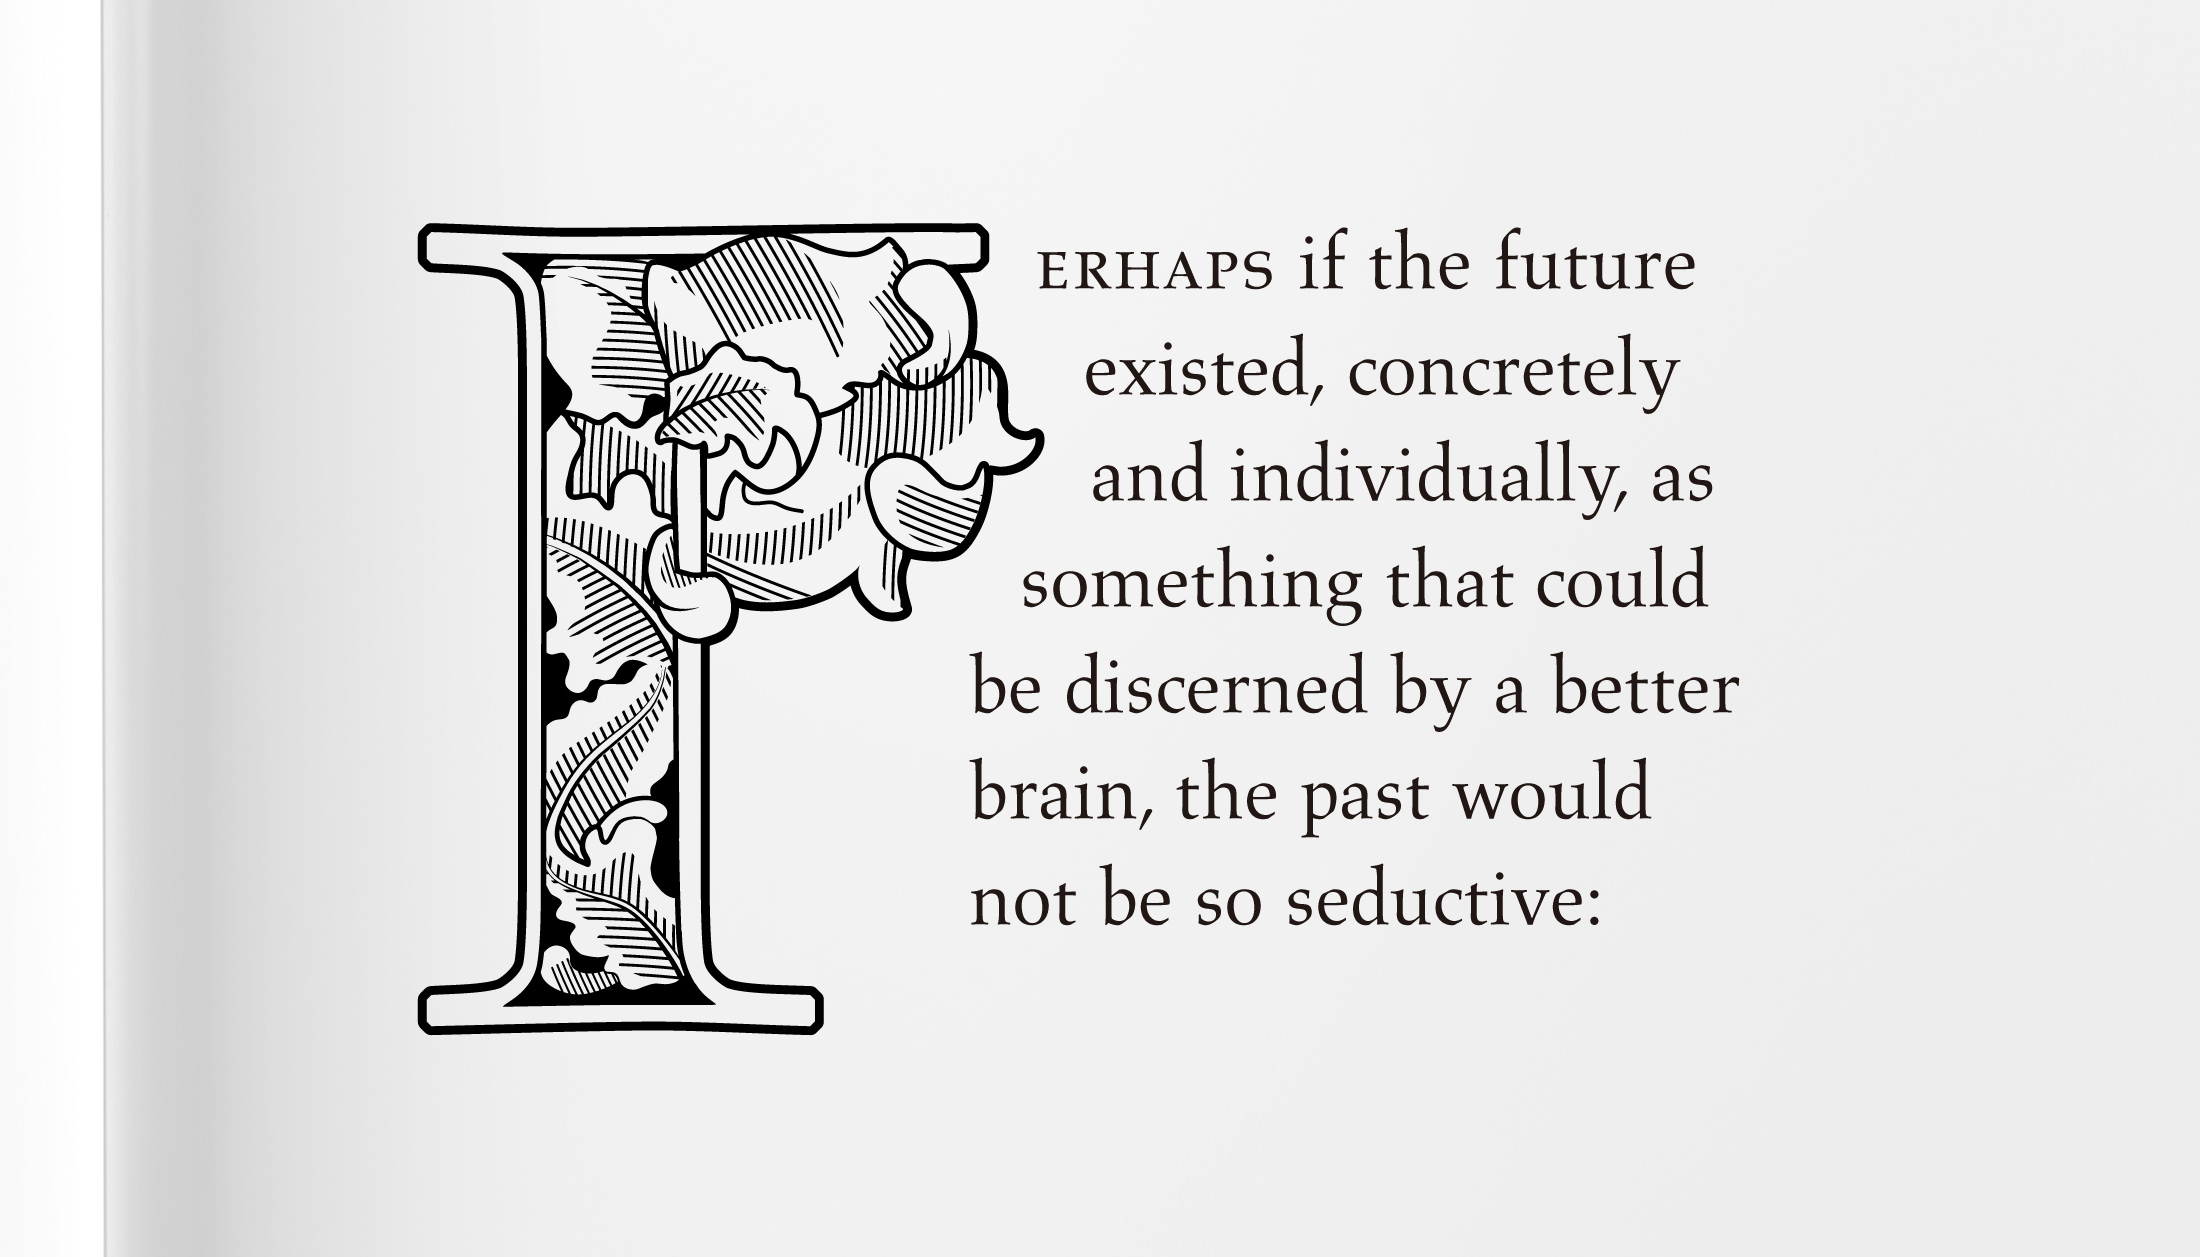 PERHAPS if the future
existed, concretely
and individually, as
something that could
be discerned by a better
brain, the past would
not be so seductive: